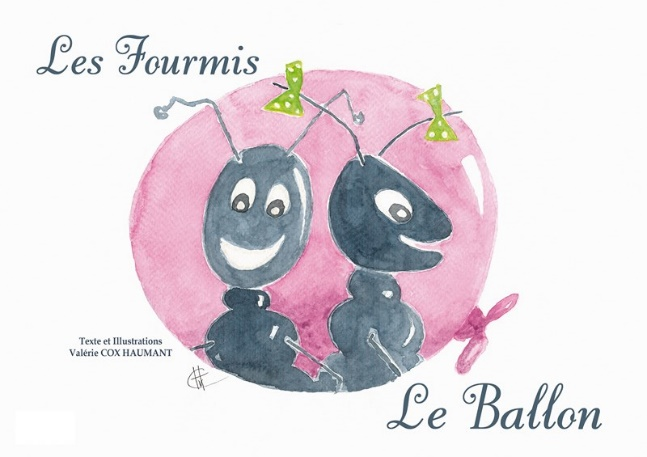 Les Fourmis
Texte et Illustrations
Valérie COX HAUMANT
Le Ballon